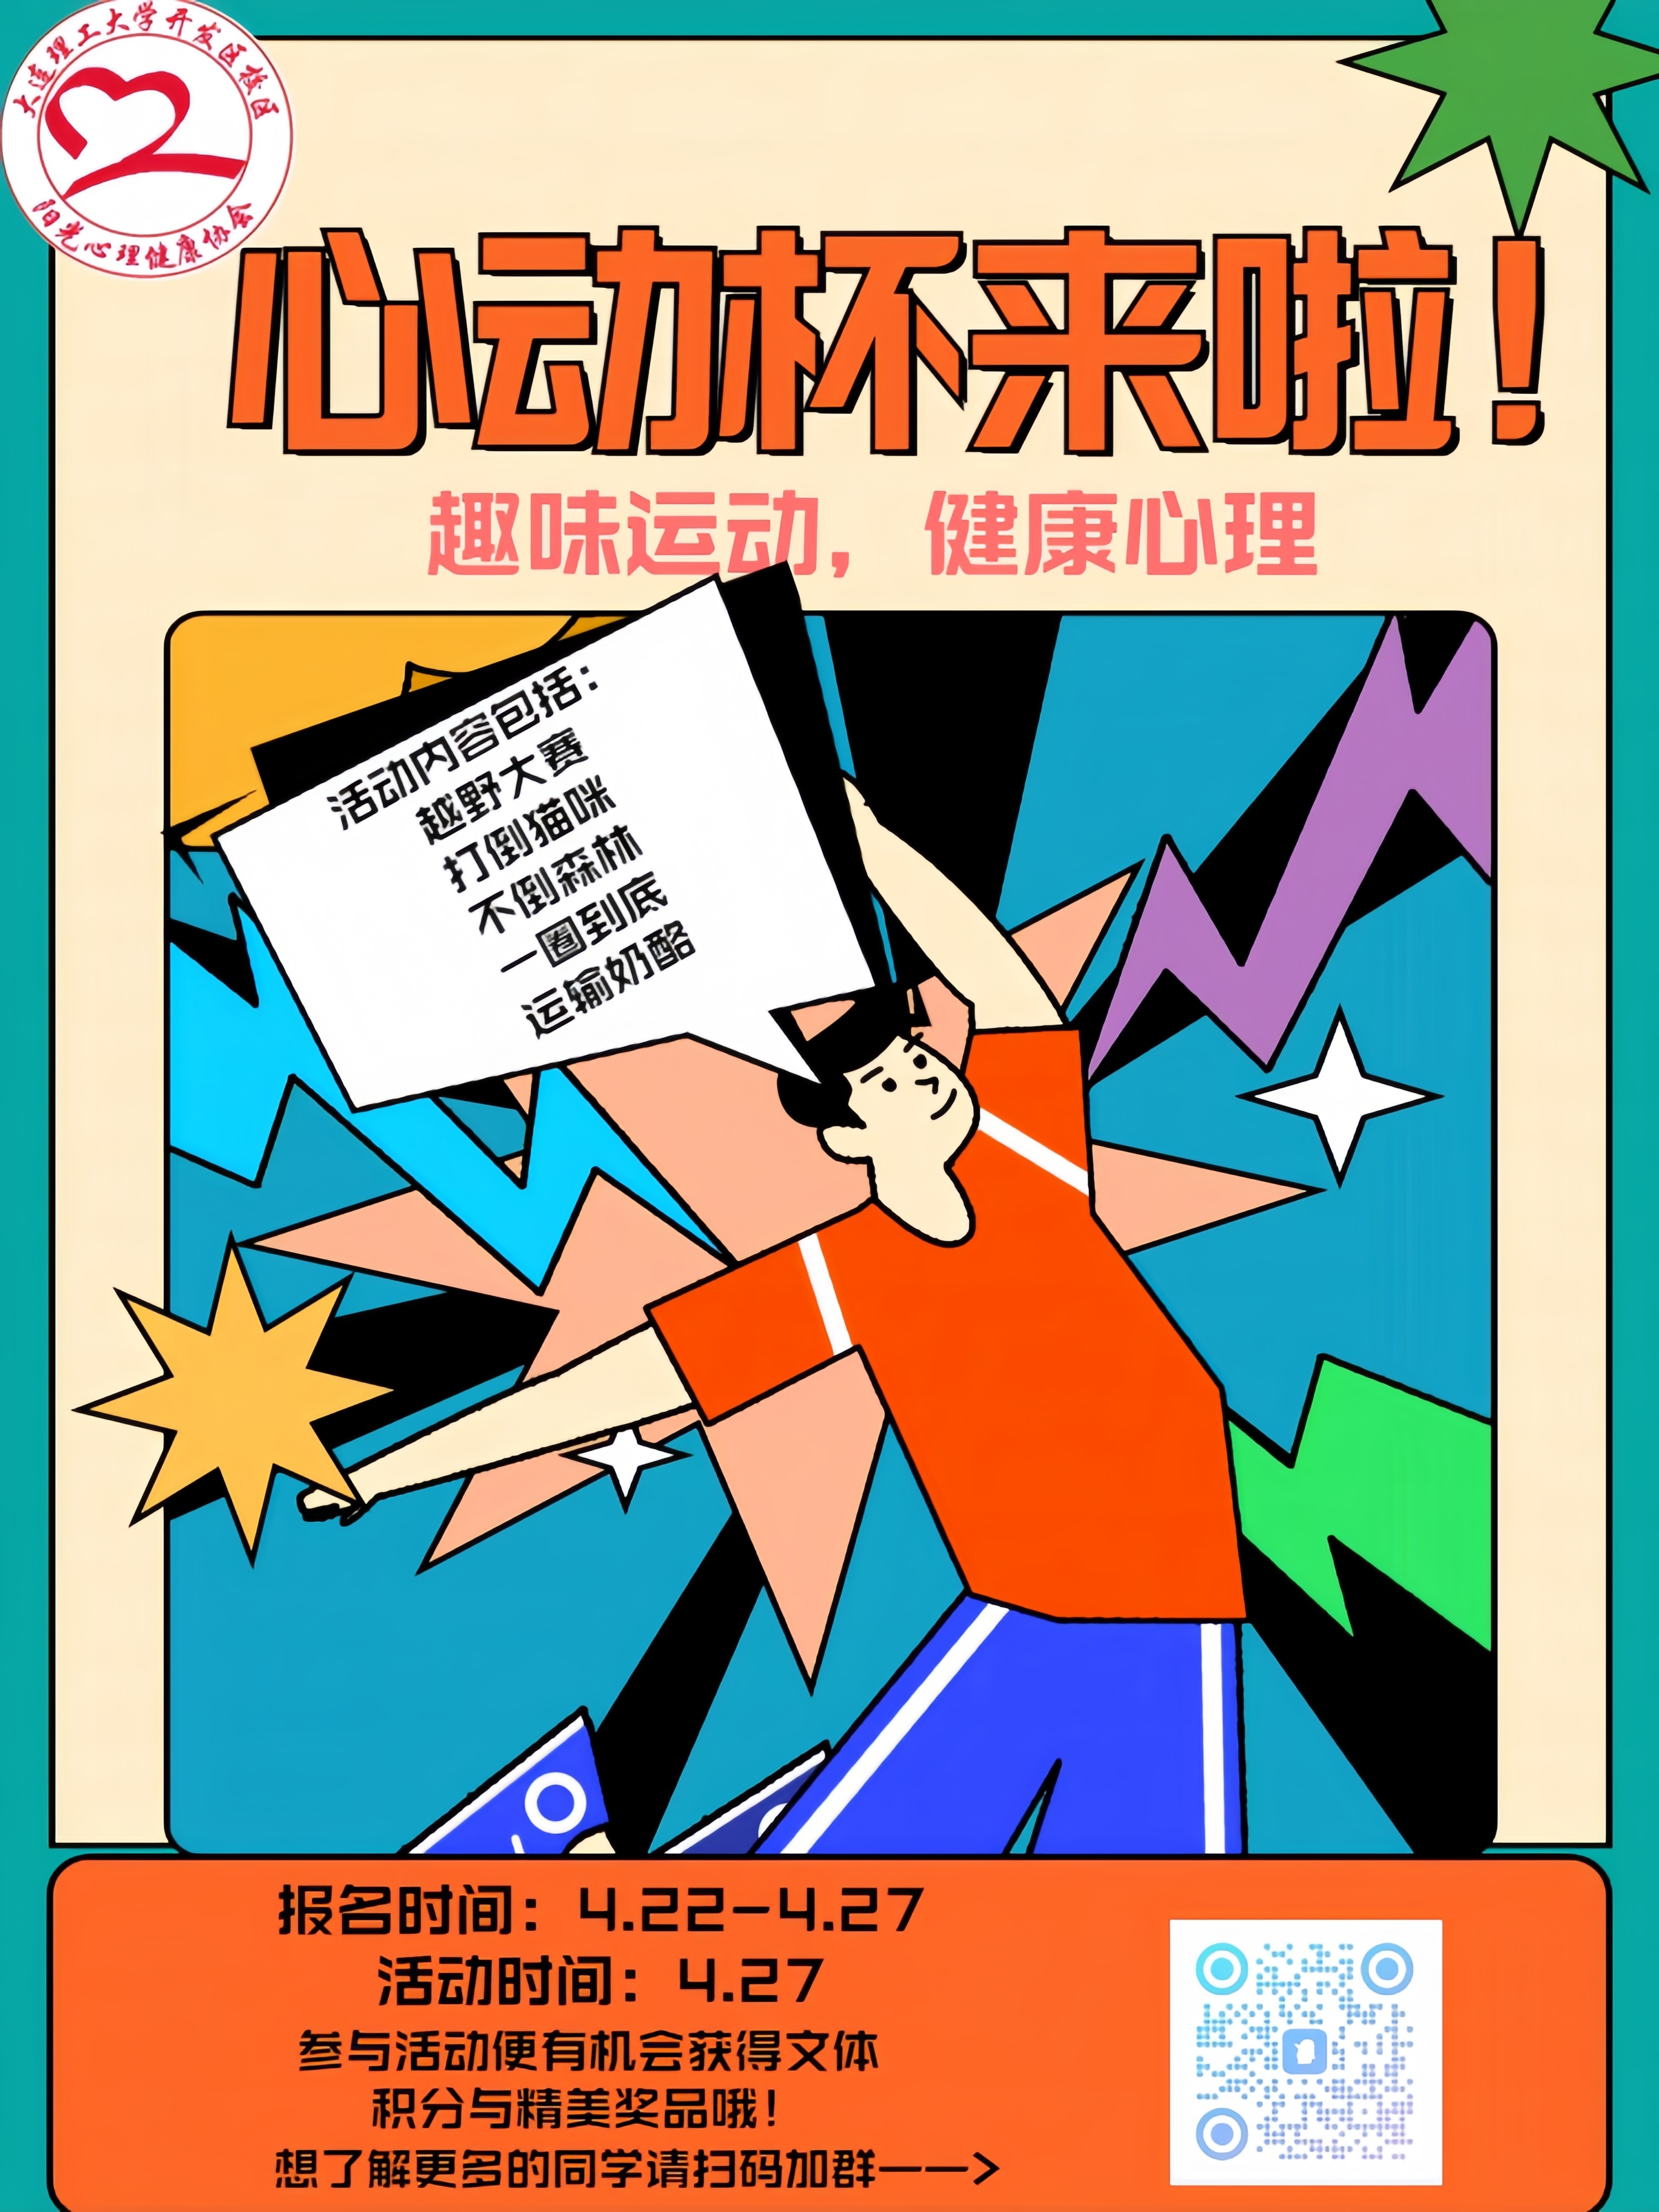 大连理工大学开发区校区
阳光心理健康协会
心动杯来啦!
趣味运动，健康心理
活动内容包括：
越野大赛
打倒猫咪
不倒森林
一圈到底
运输奶酪
报名时间：4.22-4.27
活动时间：4.27
参与活动便有机会获得文体
积分与精美奖品哦!
想了解更多的同学请扫码加群——>